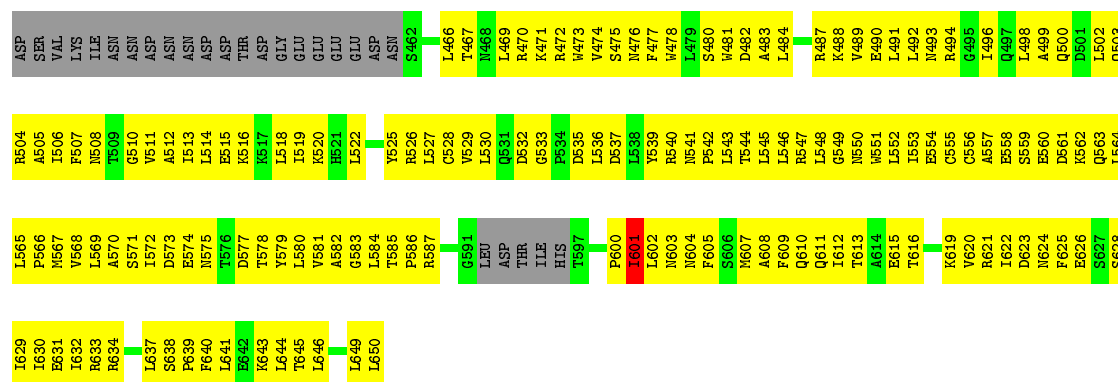 ASP SER VAL LYS ILE ASN ASN ASP ASN ASN ASP ASP THR ASP GLY GLU GLU GLU GLU ASP ASN S462 L466 T467 N468 L469 R470 K471 R472 W473 V474 S475 N476 F477 W478 L479 S480 W481 D482 A483 L484 R487 K488 V489 E490 L491 L492 N493 R494 G495 I496 Q497 L498 A499 Q500 D501 L502 Q503
R504 A505 I506 F507 N508 T509 G510 V511 A512 I513 L514 E515 K516 K517 L518 I519 K520 H521 L522 Y525 R526 L527 C528 V529 L530 Q531 D532 G533 P534 D535 L536 D537 L538 Y539 R540 N541 P542 L543 T544 L545 L546 R547 L548 G549 N550 W551 L552 I553 E554 C555 C556 A557 E558 S559 E560 D561 K562 Q563 L564
L565 P566 M567 V568 L569 A570 S571 I572 D573 E574 N575 T576 D577 T578 Y579 L580 V581 A582 G583 L584 T585 P586 R587 G591 LEU ASP THR ILE HIS T597 P600 I601 L602 N603 N604 F605 S606 M607 A608 F609 Q610 Q611 I612 T613 A614 E615 T616 K619 V620 R621 I622 D623 N624 F625 E626 S627 S628
I629 I630 E631 I632 R633 R634 L637 S638 P639 F640 L641 E642 K643 L644 T645 L646 L649 L650